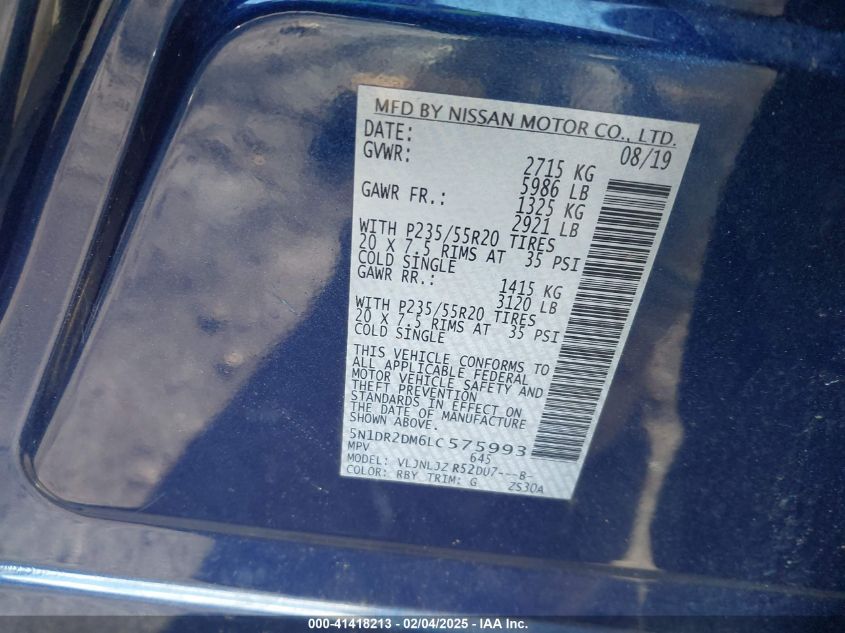 MFD BY NISSAN MOTOR CO., LTD.
DATE: 08/19
GVWR: 2715 KG
5986 LB
GAWR FR.: 1325 KG
2921 LB
WITH P235/55R20 TIRES
20 X 7.5 RIMS AT 35 PSI
COLD SINGLE
GAWR RR.: 1415 KG
3120 LB
WITH P235/55R20 TIRES
20 X 7.5 RIMS AT 35 PSI
COLD SINGLE
THIS VEHICLE CONFORMS TO
ALL APPLICABLE FEDERAL
MOTOR VEHICLE SAFETY AND
THEFT PREVENTION
STANDARDS IN EFFECT ON
THE DATE OF MANUFACTURE
SHOWN ABOVE.
5N1DR2DM6LC575993
MPV 645
MODEL: VLJNLJZ R52DU7---B-
COLOR: RBY TRIM: G ZS30A
000-41418213 - 02/04/2025 - IAA Inc.